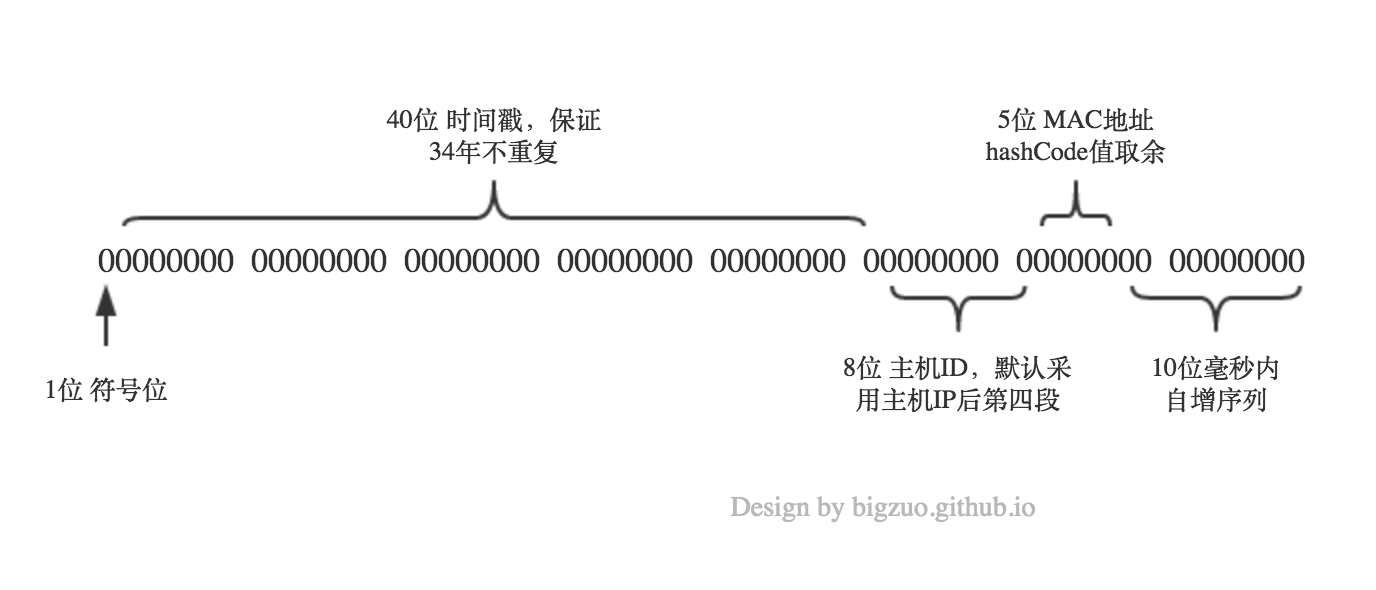 40位 时间戳，保证
34年不重复
5位 MAC地址
hashCode值取余
00000000 00000000 00000000 00000000 00000000 00000000 00000000 00000000
1位 符号位
8位 主机ID，默认采
用主机IP后第四段
10位毫秒内
自增序列
Design by bigzuo.github.io